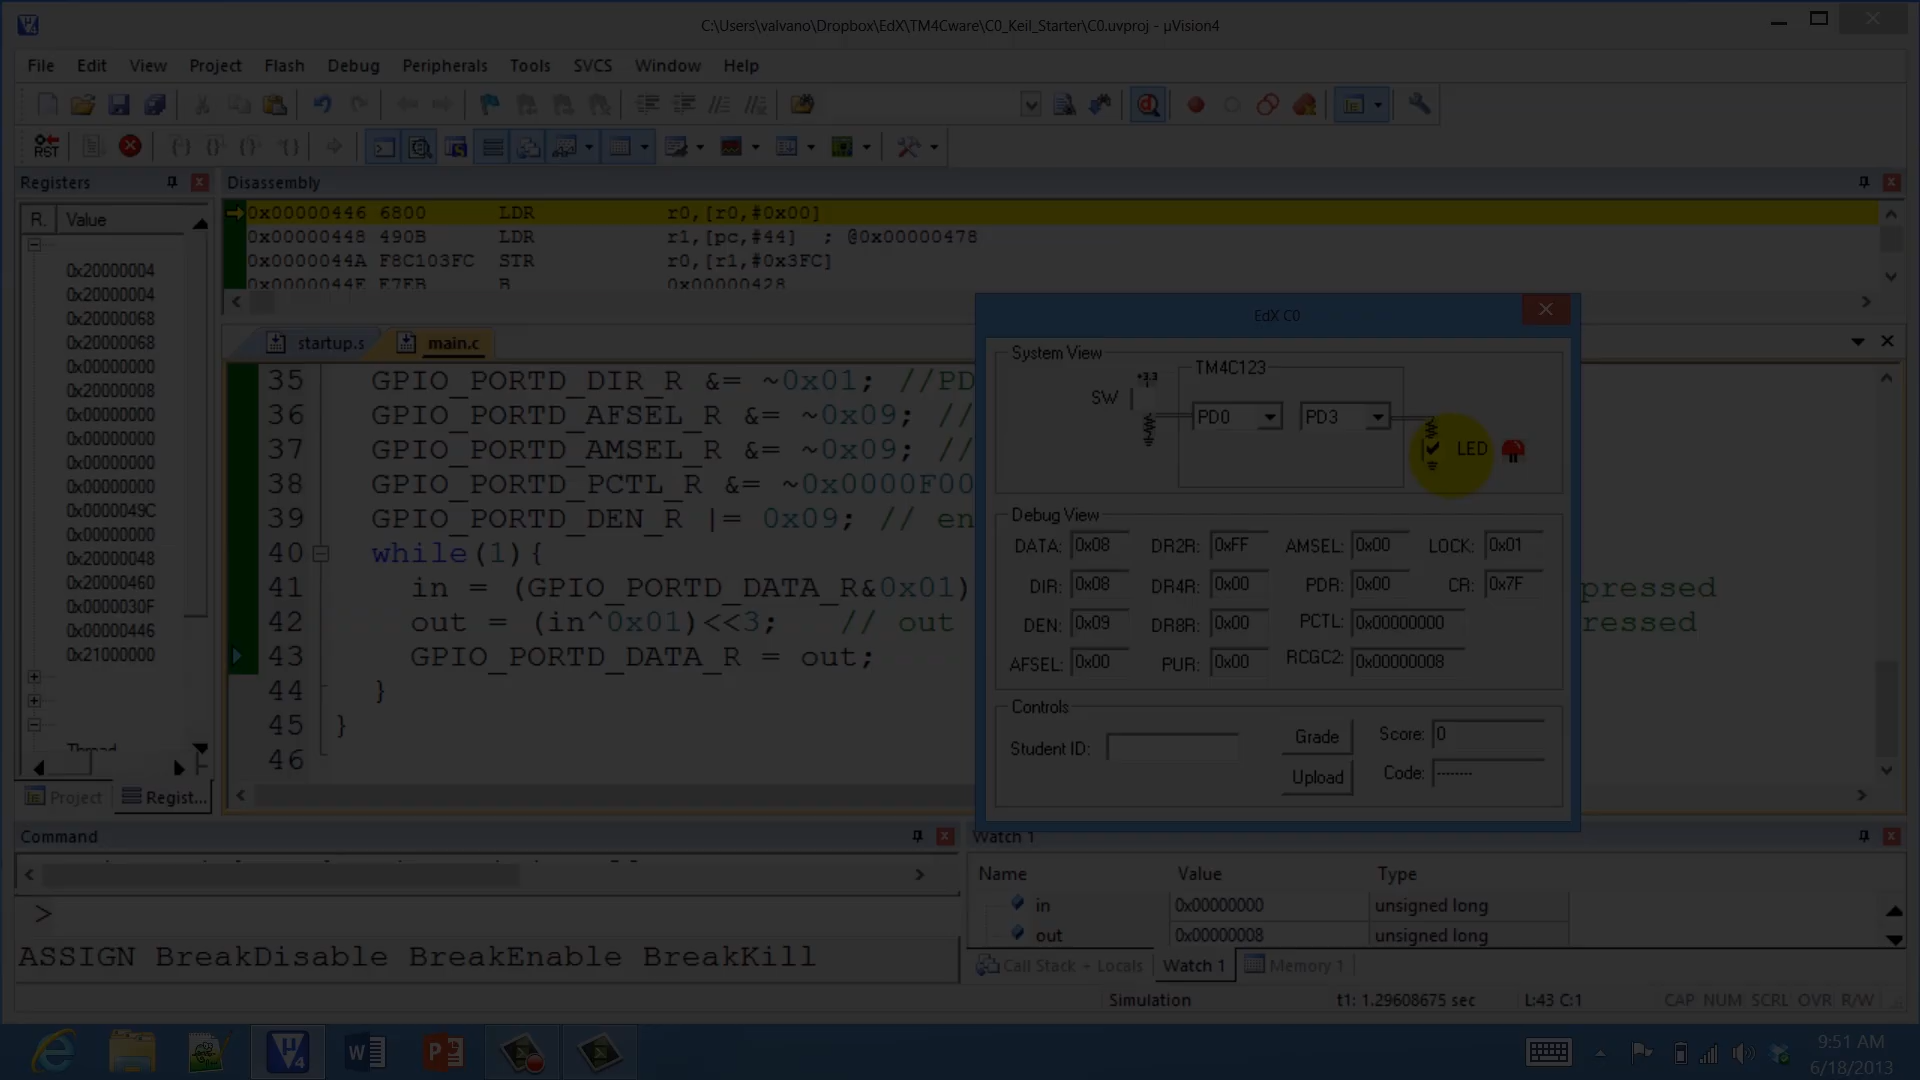 C:\Users\valvano\Dropbox\EdX\TM4Cware\C0_Keil_Starter\C0.uvproj - µVision4
File Edit View Project Flash Debug Peripherals Tools SVCS Window Help
RST
Registers
R. Value
0x20000004
0x20000004
0x20000068
0x20000068
0x00000000
0x20000008
0x00000000
0x00000000
0x00000000
0x00000000
0x0000049C
0x00000000
0x20000048
0x20000460
0x0000030F
0x00000446
0x21000000
Thread
Project Regist...
Disassembly
0x00000446 6800 LDR r0,[r0,#0x00]
0x00000448 490B LDR r1,[pc,#44] ; @0x00000478
0x0000044A F8C103FC STR r0,[r1,#0x3FC]
0x0000044E E7EB B 0x00000428
startup.s main.c
35 GPIO_PORTD_DIR_R &= ~0x01; //PD
36 GPIO_PORTD_AFSEL_R &= ~0x09; //
37 GPIO_PORTD_AMSEL_R &= ~0x09; //
38 GPIO_PORTD_PCTL_R &= ~0x0000F00
39 GPIO_PORTD_DEN_R |= 0x09; // en
40 while(1){
41 in = (GPIO_PORTD_DATA_R&0x01) pressed
42 out = (in^0x01)<<3; // out ressed
43 GPIO_PORTD_DATA_R = out;
44 }
45 }
46
EdX C0
System View
TM4C123
+3.3
SW PD0 PD3 LED
Debug View
DATA: 0x08 DR2R: 0xFF AMSEL: 0x00 LOCK: 0x01
DIR: 0x08 DR4R: 0x00 PDR: 0x00 CR: 0x7F
DEN: 0x09 DR8R: 0x00 PCTL: 0x00000000
AFSEL: 0x00 PUR: 0x00 RCGC2: 0x00000008
Controls
Student ID: Grade Score: 0
Upload Code: --------
Command
>
ASSIGN BreakDisable BreakEnable BreakKill
Watch 1
Name Value Type
in 0x00000000 unsigned long
out 0x00000008 unsigned long
Call Stack + Locals Watch 1 Memory 1
Simulation t1: 1.29608675 sec L:43 C:1 CAP NUM SCRL OVR R/W
9:51 AM
6/18/2013